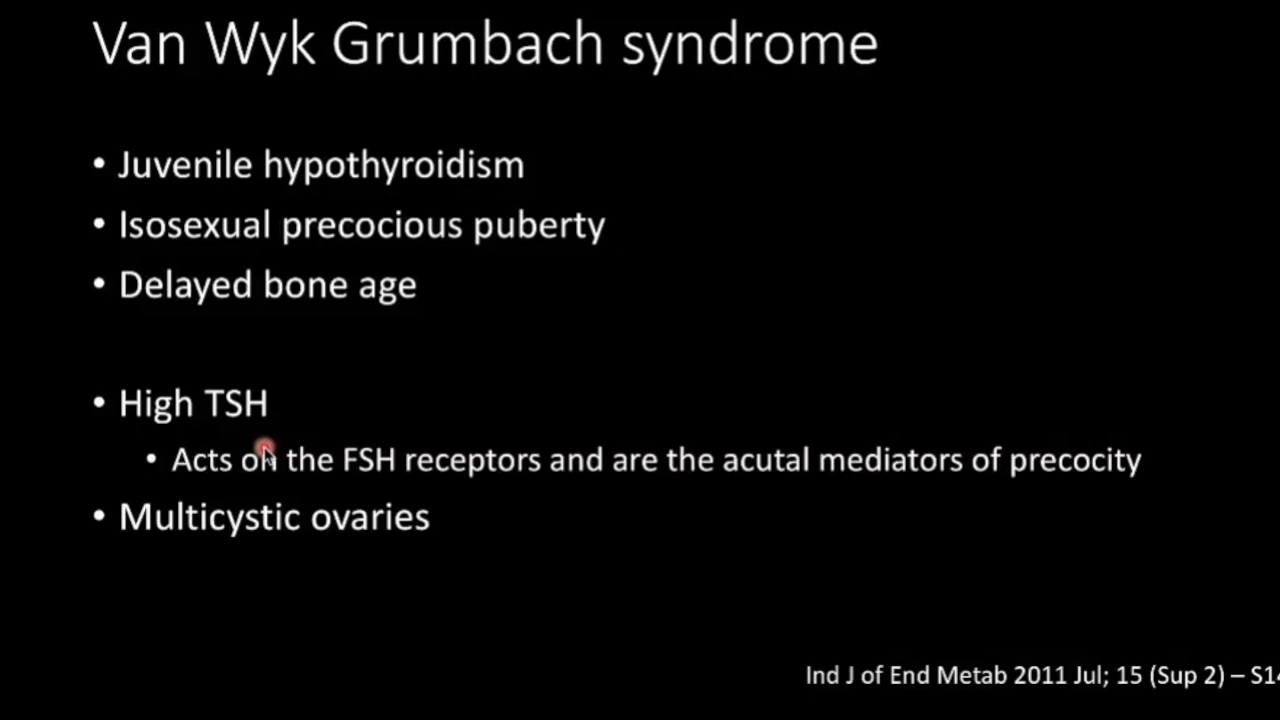 Van Wyk Grumbach syndrome
• Juvenile hypothyroidism
• Isosexual precocious puberty
• Delayed bone age
• High TSH
• Acts on the FSH receptors and are the acutal mediators of precocity
• Multicystic ovaries
Ind J of End Metab 2011 Jul; 15 (Sup 2) – S14